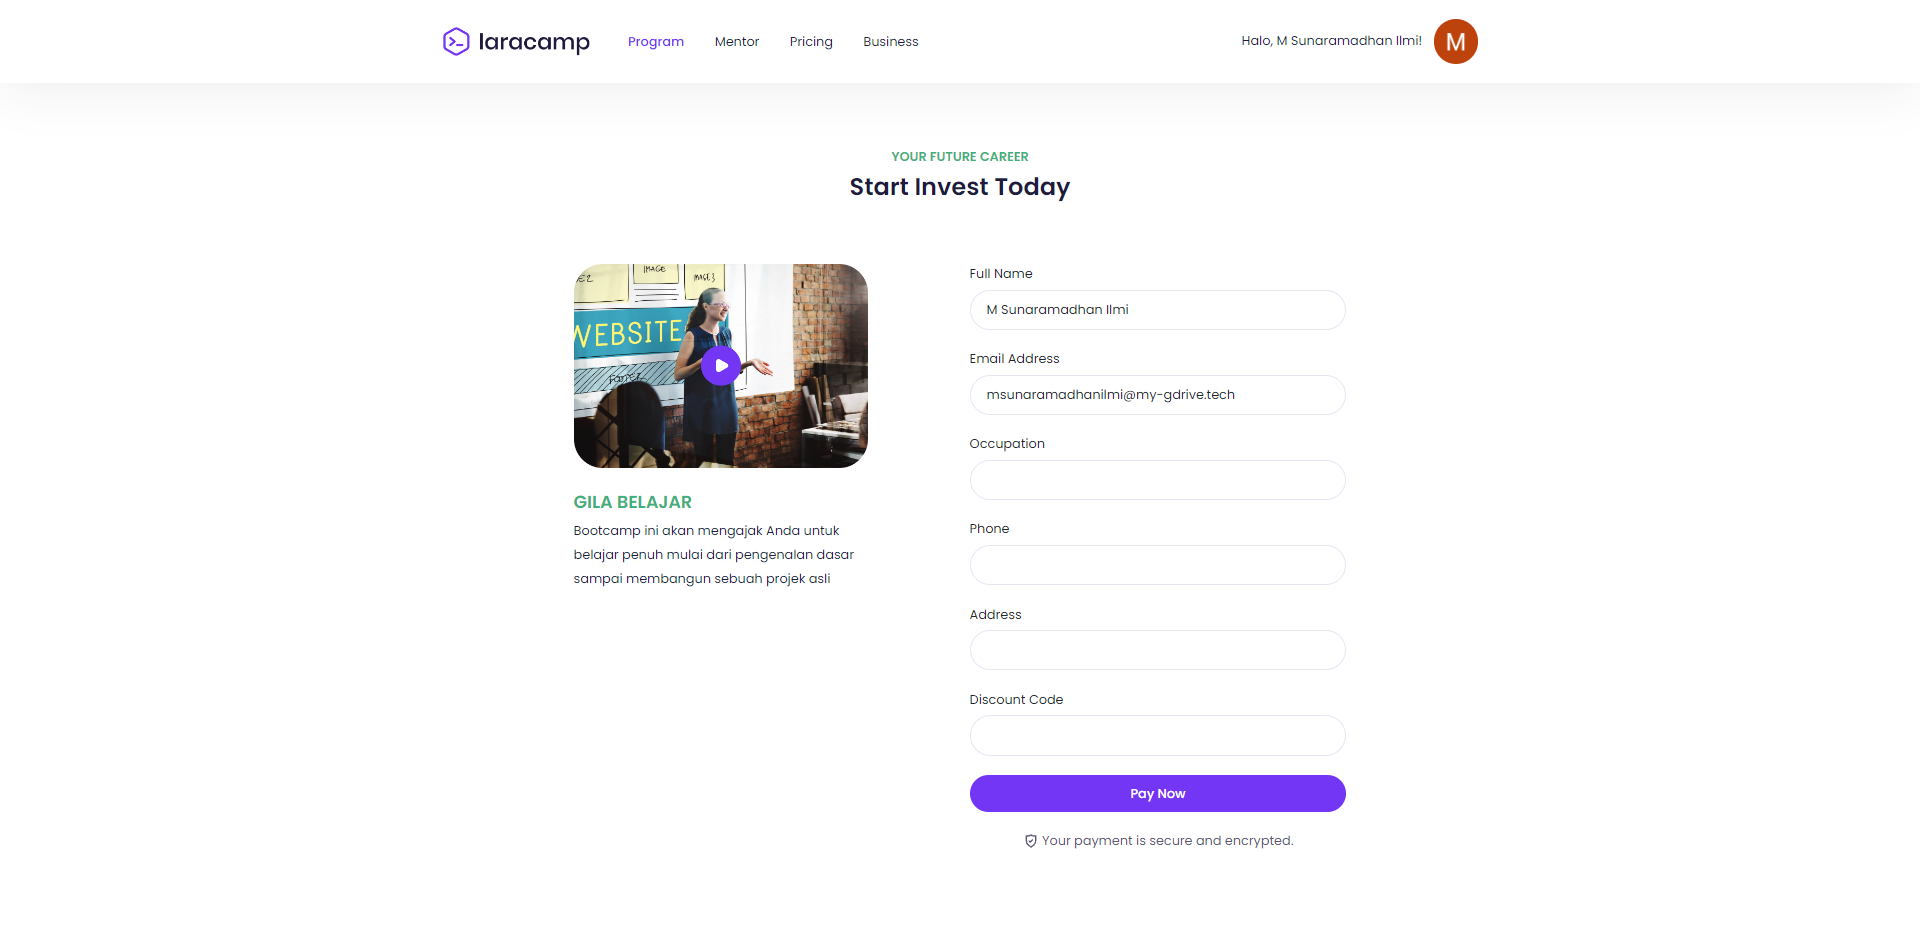 laracamp
Program
Mentor
Pricing
Business
Halo, M Sunaramadhan Ilmi!
M
YOUR FUTURE CAREER
Start Invest Today
IMAGE
IMAGE 3
WEBSITE
FOOTER
GILA BELAJAR
Bootcamp ini akan mengajak Anda untuk
belajar penuh mulai dari pengenalan dasar
sampai membangun sebuah projek asli
Full Name
M Sunaramadhan Ilmi
Email Address
msunaramadhanilmi@my-gdrive.tech
Occupation
Phone
Address
Discount Code
Pay Now
Your payment is secure and encrypted.